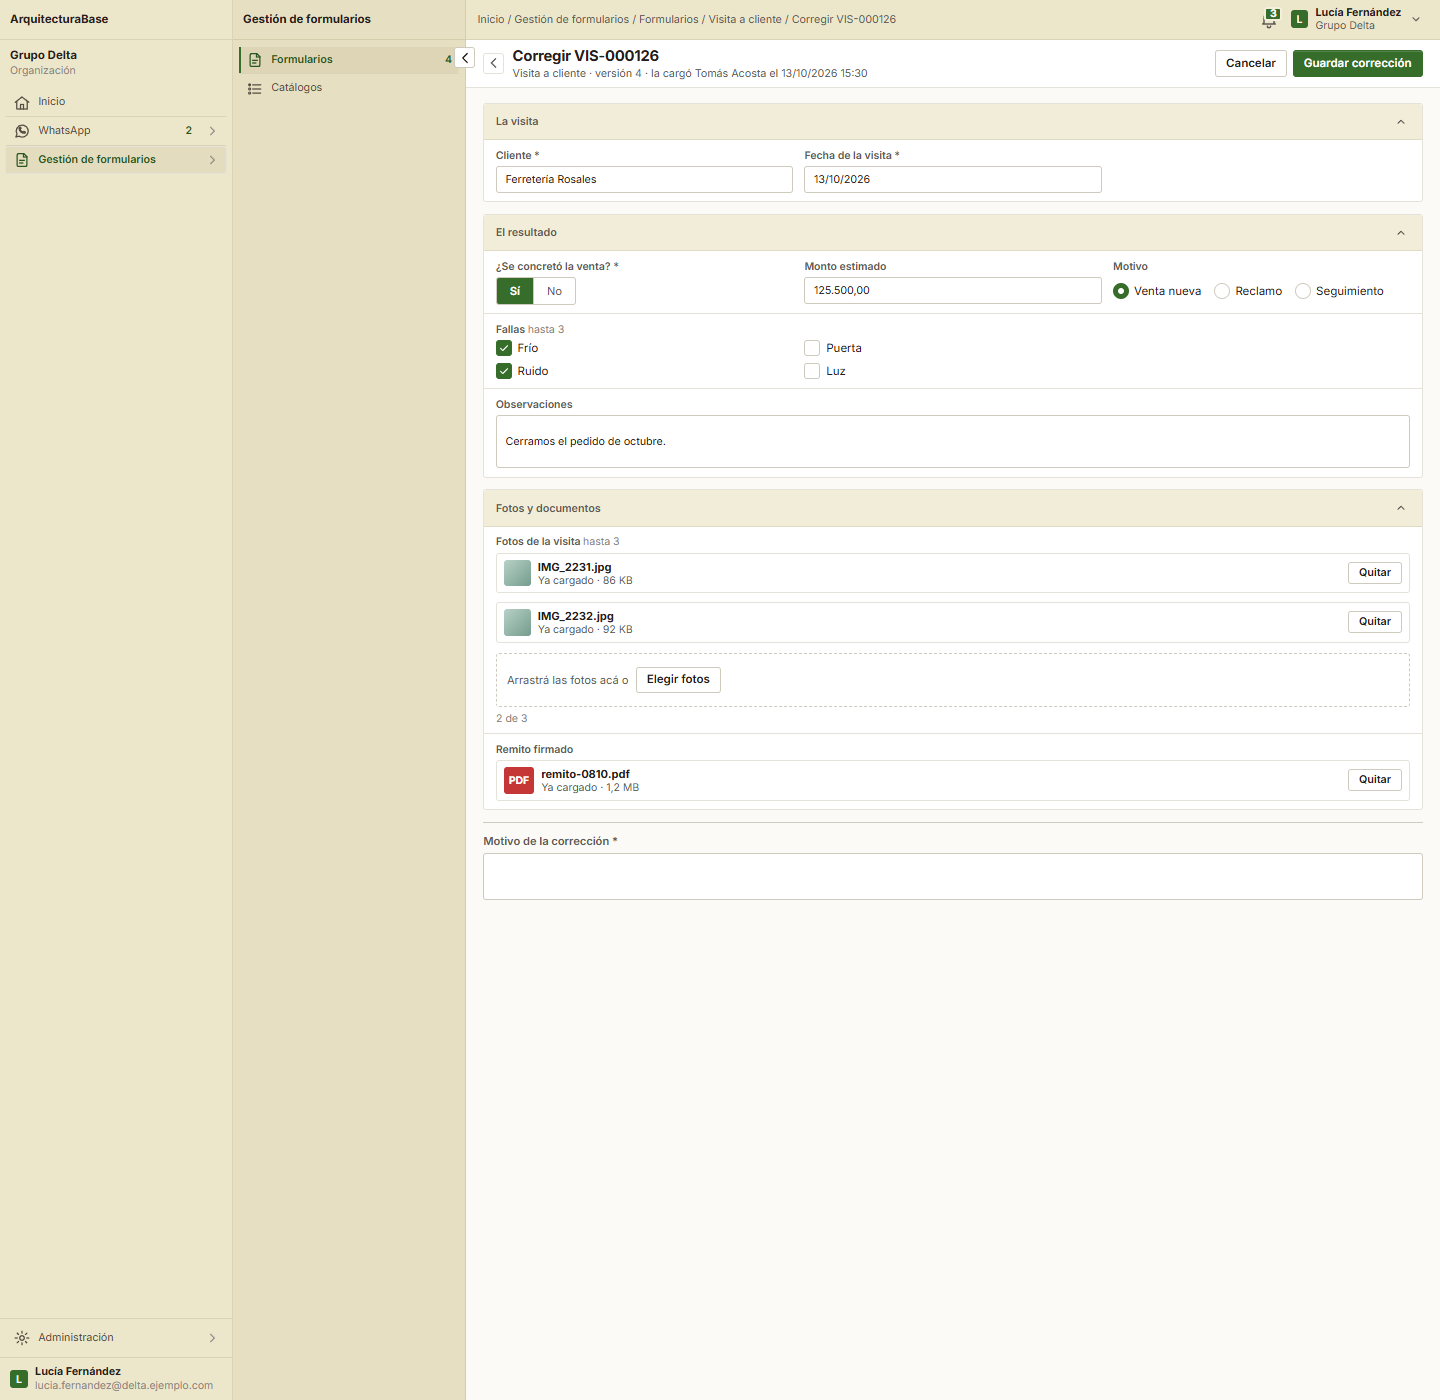 ArquitecturaBase
Grupo Delta
Organización
Inicio
WhatsApp 2
Gestión de formularios
Administración
L Lucía Fernández
lucia.fernandez@delta.ejemplo.com
Gestión de formularios
Formularios 4
Catálogos
Inicio / Gestión de formularios / Formularios / Visita a cliente / Corregir VIS-000126
3
L Lucía Fernández
Grupo Delta
Corregir VIS-000126
Visita a cliente · versión 4 · la cargó Tomás Acosta el 13/10/2026 15:30
Cancelar Guardar corrección
La visita
Cliente * Fecha de la visita *
Ferretería Rosales 13/10/2026
El resultado
¿Se concretó la venta? * Monto estimado Motivo
Sí No 125.500,00 Venta nueva Reclamo Seguimiento
Fallas hasta 3
Frío Puerta
Ruido Luz
Observaciones
Cerramos el pedido de octubre.
Fotos y documentos
Fotos de la visita hasta 3
IMG_2231.jpg
Ya cargado · 86 KB
Quitar
IMG_2232.jpg
Ya cargado · 92 KB
Quitar
Arrastrá las fotos acá o Elegir fotos
2 de 3
Remito firmado
PDF remito-0810.pdf
Ya cargado · 1,2 MB
Quitar
Motivo de la corrección *